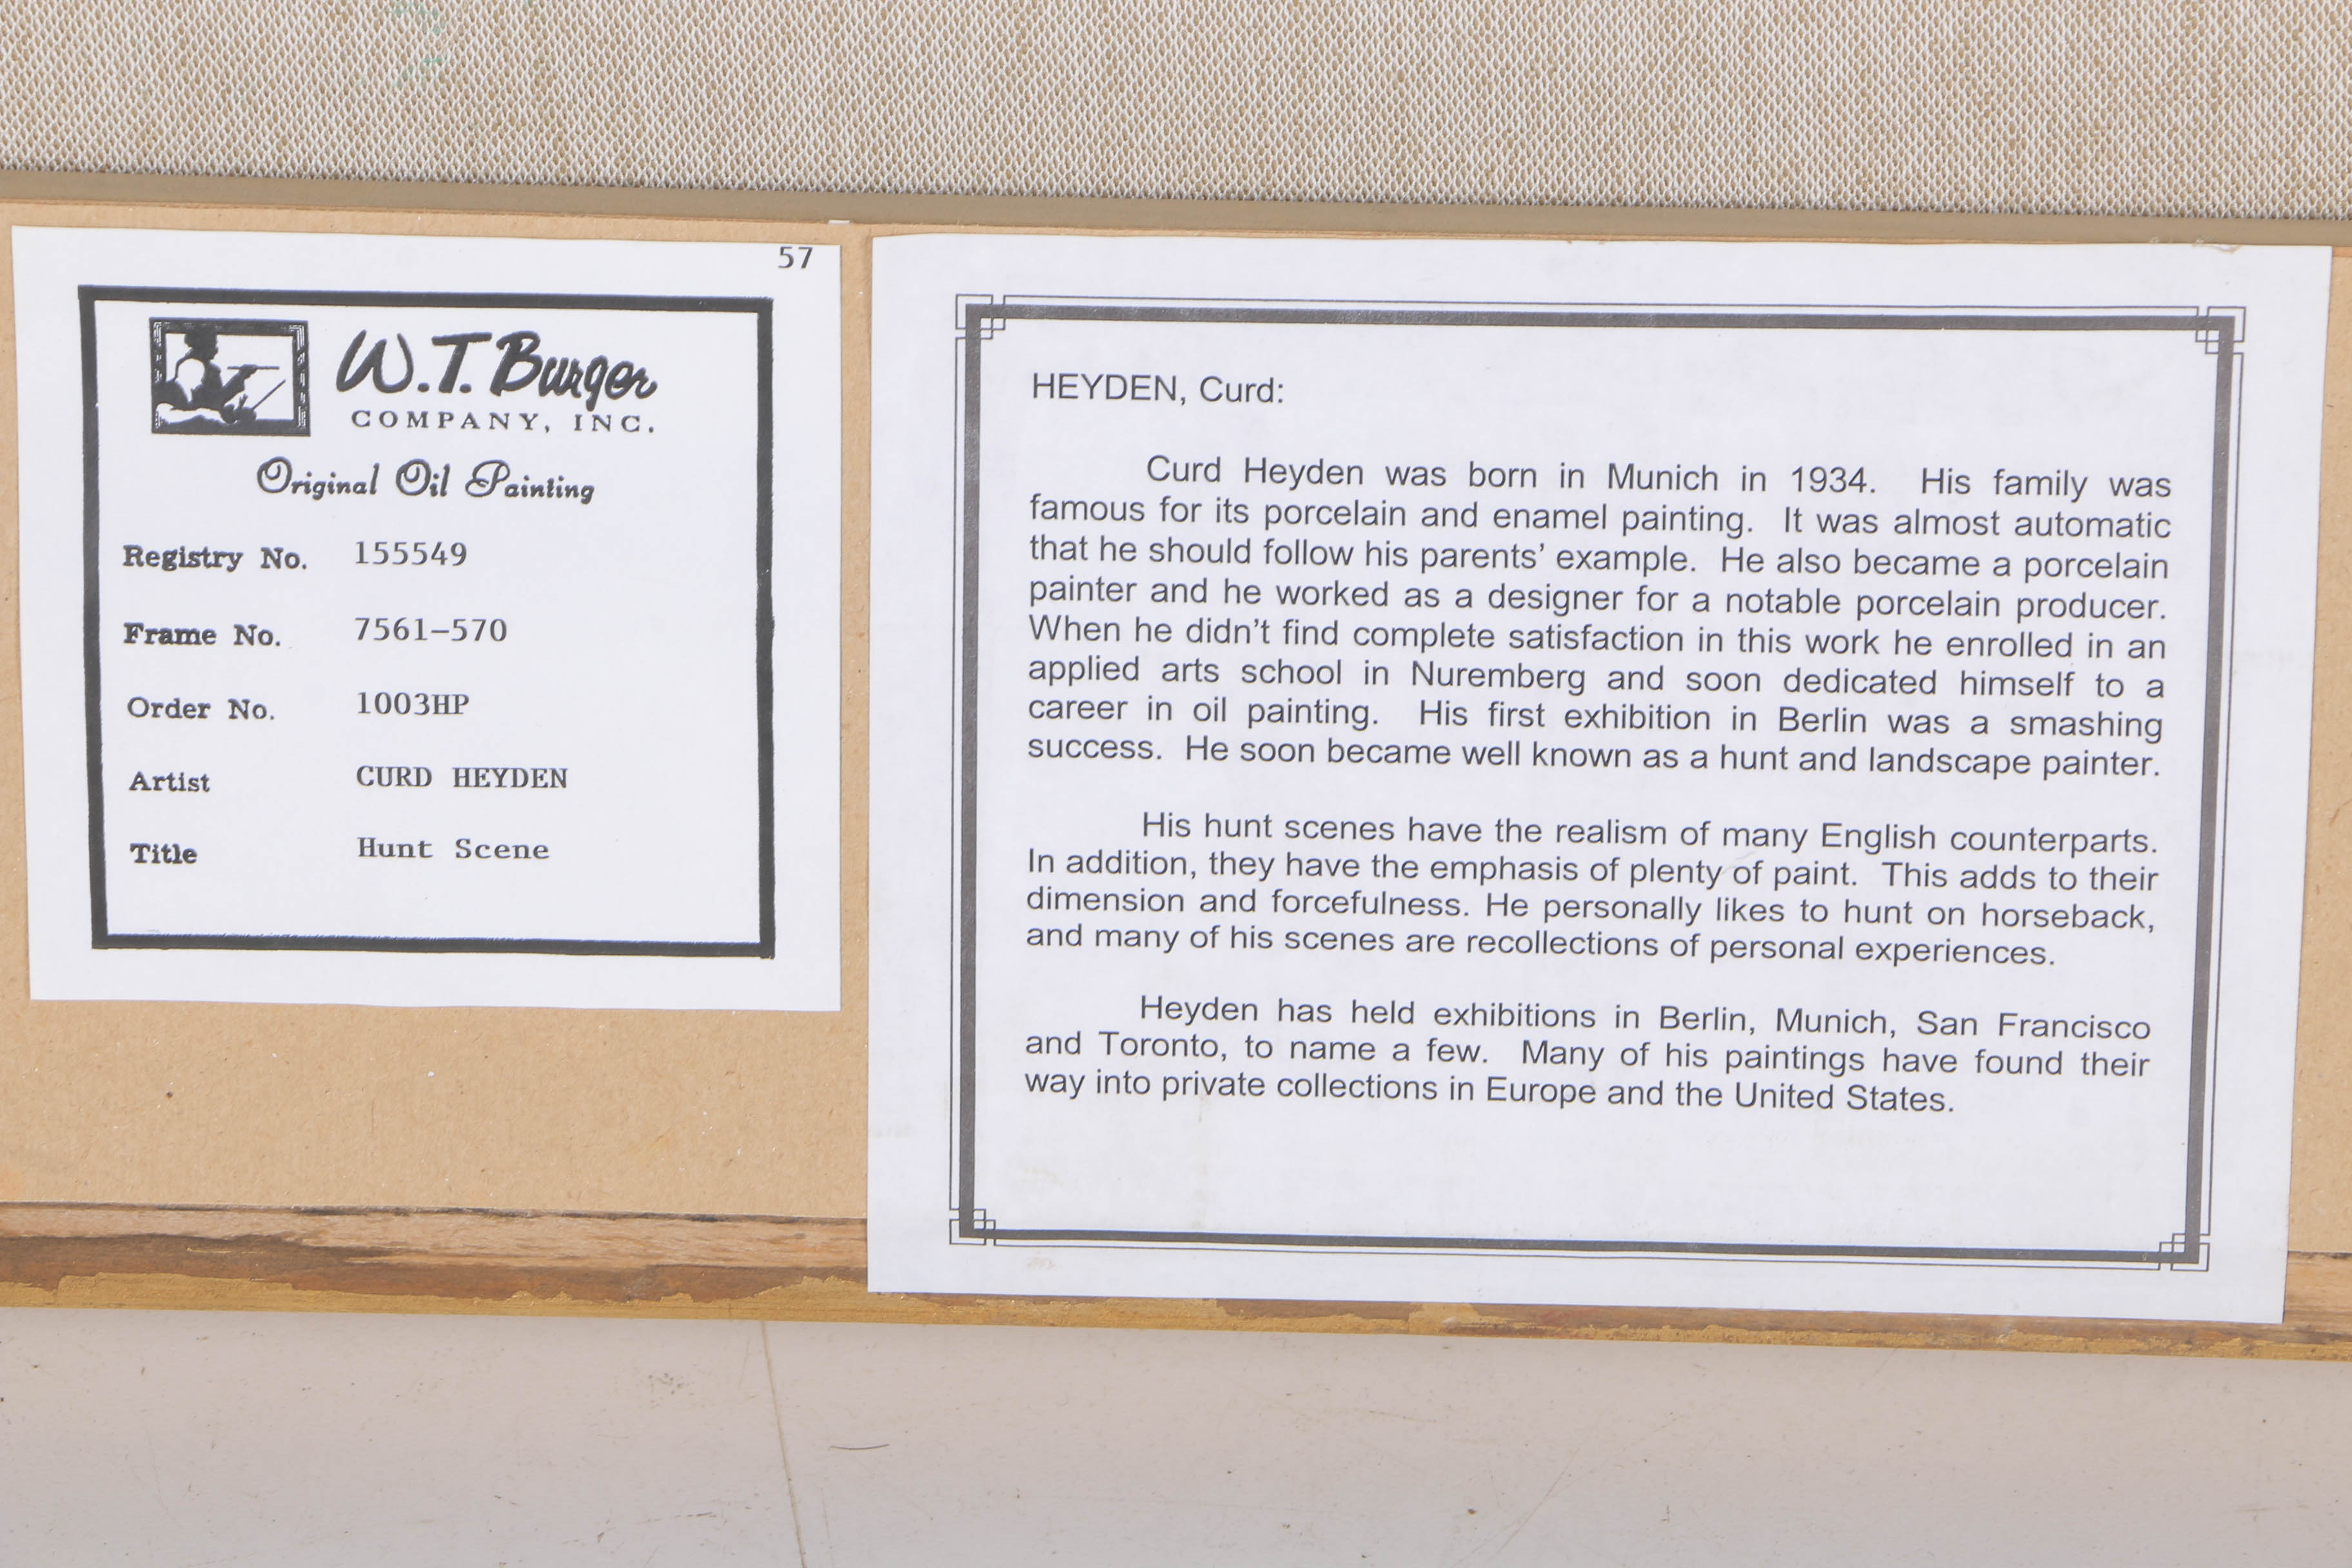 57
W.T. Burger
COMPANY, INC.
Original Oil Painting
Registry No. 155549
Frame No. 7561-570
Order No. 1003HP
Artist CURD HEYDEN
Title Hunt Scene
HEYDEN, Curd:
Curd Heyden was born in Munich in 1934. His family was
famous for its porcelain and enamel painting. It was almost automatic
that he should follow his parents' example. He also became a porcelain
painter and he worked as a designer for a notable porcelain producer.
When he didn't find complete satisfaction in this work he enrolled in an
applied arts school in Nuremberg and soon dedicated himself to a
career in oil painting. His first exhibition in Berlin was a smashing
success. He soon became well known as a hunt and landscape painter.
His hunt scenes have the realism of many English counterparts.
In addition, they have the emphasis of plenty of paint. This adds to their
dimension and forcefulness. He personally likes to hunt on horseback,
and many of his scenes are recollections of personal experiences.
Heyden has held exhibitions in Berlin, Munich, San Francisco
and Toronto, to name a few. Many of his paintings have found their
way into private collections in Europe and the United States.